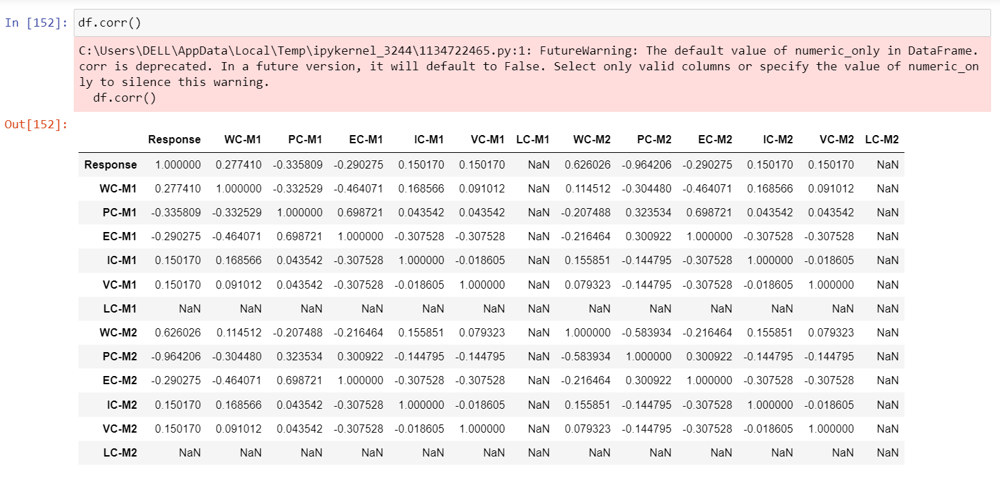 In [152]: df.corr()
C:\Users\DELL\AppData\Local\Temp\ipykernel_3244\1134722465.py:1: FutureWarning: The default value of numeric_only in DataFrame.
corr is deprecated. In a future version, it will default to False. Select only valid columns or specify the value of numeric_on
ly to silence this warning.
  df.corr()
Out[152]:
Response WC-M1 PC-M1 EC-M1 IC-M1 VC-M1 LC-M1 WC-M2 PC-M2 EC-M2 IC-M2 VC-M2 LC-M2
Response 1.000000 0.277410 -0.335809 -0.290275 0.150170 0.150170 NaN 0.626026 -0.964206 -0.290275 0.150170 0.150170 NaN
WC-M1 0.277410 1.000000 -0.332529 -0.464071 0.168566 0.091012 NaN 0.114512 -0.304480 -0.464071 0.168566 0.091012 NaN
PC-M1 -0.335809 -0.332529 1.000000 0.698721 0.043542 0.043542 NaN -0.207488 0.323534 0.698721 0.043542 0.043542 NaN
EC-M1 -0.290275 -0.464071 0.698721 1.000000 -0.307528 -0.307528 NaN -0.216464 0.300922 1.000000 -0.307528 -0.307528 NaN
IC-M1 0.150170 0.168566 0.043542 -0.307528 1.000000 -0.018605 NaN 0.155851 -0.144795 -0.307528 1.000000 -0.018605 NaN
VC-M1 0.150170 0.091012 0.043542 -0.307528 -0.018605 1.000000 NaN 0.079323 -0.144795 -0.307528 -0.018605 1.000000 NaN
LC-M1 NaN NaN NaN NaN NaN NaN NaN NaN NaN NaN NaN NaN NaN
WC-M2 0.626026 0.114512 -0.207488 -0.216464 0.155851 0.079323 NaN 1.000000 -0.583934 -0.216464 0.155851 0.079323 NaN
PC-M2 -0.964206 -0.304480 0.323534 0.300922 -0.144795 -0.144795 NaN -0.583934 1.000000 0.300922 -0.144795 -0.144795 NaN
EC-M2 -0.290275 -0.464071 0.698721 1.000000 -0.307528 -0.307528 NaN -0.216464 0.300922 1.000000 -0.307528 -0.307528 NaN
IC-M2 0.150170 0.168566 0.043542 -0.307528 1.000000 -0.018605 NaN 0.155851 -0.144795 -0.307528 1.000000 -0.018605 NaN
VC-M2 0.150170 0.091012 0.043542 -0.307528 -0.018605 1.000000 NaN 0.079323 -0.144795 -0.307528 -0.018605 1.000000 NaN
LC-M2 NaN NaN NaN NaN NaN NaN NaN NaN NaN NaN NaN NaN NaN